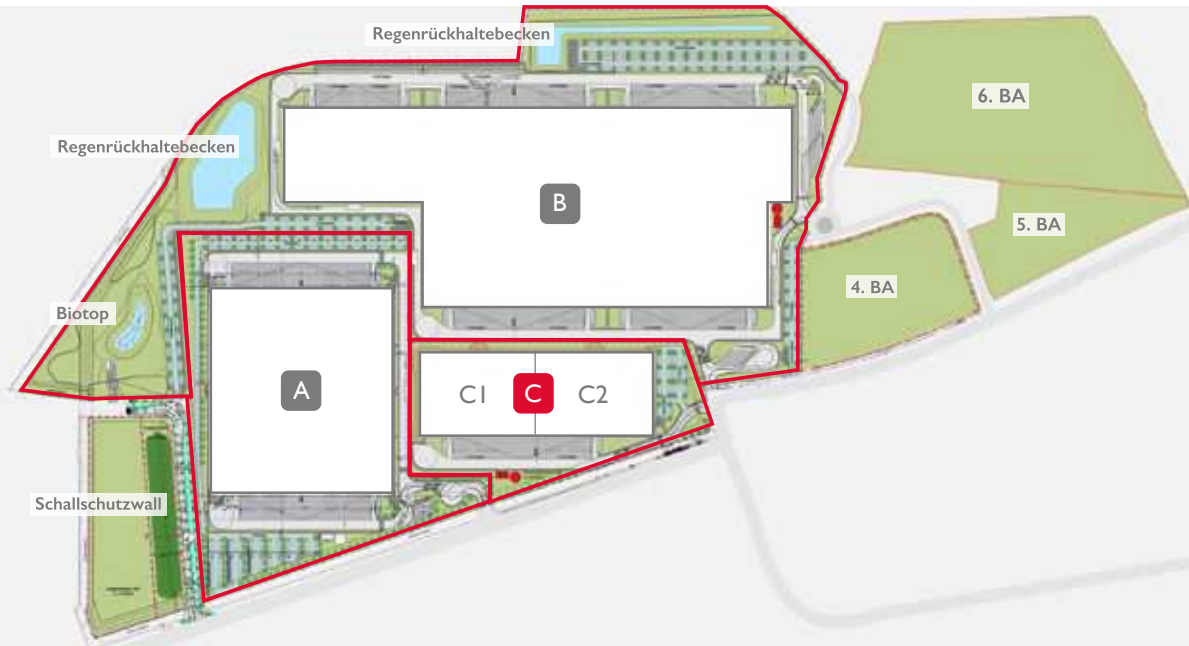 Regenrückhaltebecken
6. BA
Regenrückhaltebecken
B
5. BA
4. BA
Biotop
A
C1
C
C2
Schallschutzwall